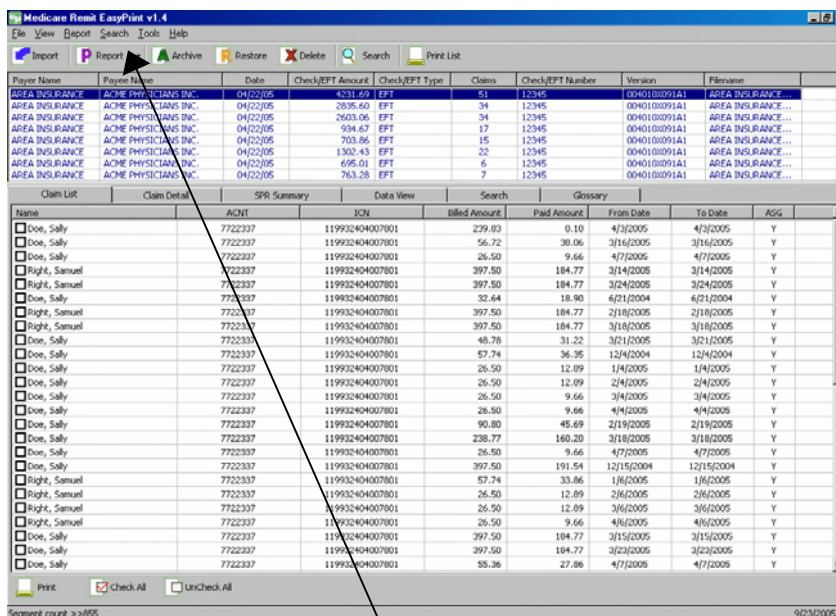 Medicare Remit EasyPrint v1.4
File View Report Search Tools Help
Import Report Archive Restore Delete Search Print List
Payer Name Payee Name Date Check/EFT Amount Check/EFT Type Claims Check/EFT Number Version Filename
AREA INSURANCE ACME PHYSICIANS INC. 04/22/05 4231.69 EFT 51 12345 004010X091A1 AREA INSURANCE...
AREA INSURANCE ACME PHYSICIANS INC. 04/22/05 2835.60 EFT 34 12345 004010X091A1 AREA INSURANCE...
AREA INSURANCE ACME PHYSICIANS INC. 04/22/05 2603.06 EFT 34 12345 004010X091A1 AREA INSURANCE...
AREA INSURANCE ACME PHYSICIANS INC. 04/22/05 934.67 EFT 17 12345 004010X091A1 AREA INSURANCE...
AREA INSURANCE ACME PHYSICIANS INC. 04/22/05 703.86 EFT 15 12345 004010X091A1 AREA INSURANCE...
AREA INSURANCE ACME PHYSICIANS INC. 04/22/05 1302.43 EFT 22 12345 004010X091A1 AREA INSURANCE...
AREA INSURANCE ACME PHYSICIANS INC. 04/22/05 695.01 EFT 6 12345 004010X091A1 AREA INSURANCE...
AREA INSURANCE ACME PHYSICIANS INC. 04/22/05 763.28 EFT 7 12345 004010X091A1 AREA INSURANCE...
Claim List Claim Detail SPR Summary Data View Search Glossary
Name ACNT ICN Billed Amount Paid Amount From Date To Date ASG
Doe, Sally 7722337 119932404007801 239.83 0.10 4/3/2005 4/3/2005 Y
Doe, Sally 7722337 119932404007801 56.72 38.06 3/16/2005 3/16/2005 Y
Doe, Sally 7722337 119932404007801 26.50 9.66 4/7/2005 4/7/2005 Y
Right, Samuel 7722337 119932404007801 397.50 184.77 3/14/2005 3/14/2005 Y
Right, Samuel 7722337 119932404007801 397.50 184.77 3/24/2005 3/24/2005 Y
Doe, Sally 7722337 119932404007801 32.64 18.90 6/21/2004 6/21/2004 Y
Right, Samuel 7722337 119932404007801 397.50 184.77 2/18/2005 2/18/2005 Y
Right, Samuel 7722337 119932404007801 397.50 184.77 3/18/2005 3/18/2005 Y
Doe, Sally 7722337 119932404007801 48.78 31.22 3/21/2005 3/21/2005 Y
Doe, Sally 7722337 119932404007801 57.74 36.35 12/4/2004 12/4/2004 Y
Doe, Sally 7722337 119932404007801 26.50 12.89 1/4/2005 1/4/2005 Y
Doe, Sally 7722337 119932404007801 26.50 12.89 2/4/2005 2/4/2005 Y
Doe, Sally 7722337 119932404007801 26.50 9.66 3/4/2005 3/4/2005 Y
Doe, Sally 7722337 119932404007801 26.50 9.66 4/4/2005 4/4/2005 Y
Doe, Sally 7722337 119932404007801 90.80 45.69 2/19/2005 2/19/2005 Y
Doe, Sally 7722337 119932404007801 238.77 160.20 3/18/2005 3/18/2005 Y
Doe, Sally 7722337 119932404007801 26.50 9.66 4/7/2005 4/7/2005 Y
Doe, Sally 7722337 119932404007801 397.50 191.54 12/15/2004 12/15/2004 Y
Right, Samuel 7722337 119932404007801 57.74 33.86 1/6/2005 1/6/2005 Y
Right, Samuel 7722337 119932404007801 26.50 12.89 2/6/2005 2/6/2005 Y
Right, Samuel 7722337 119932404007801 26.50 12.89 3/6/2005 3/6/2005 Y
Right, Samuel 7722337 119932404007801 26.50 9.66 4/6/2005 4/6/2005 Y
Doe, Sally 7722337 119932404007801 397.50 184.77 3/15/2005 3/15/2005 Y
Doe, Sally 7722337 119932404007801 397.50 184.77 3/23/2005 3/23/2005 Y
Doe, Sally 7722337 119932404007801 55.36 27.86 4/7/2005 4/7/2005 Y
Print Check All UnCheck All
Segment count >>855 9/23/2005